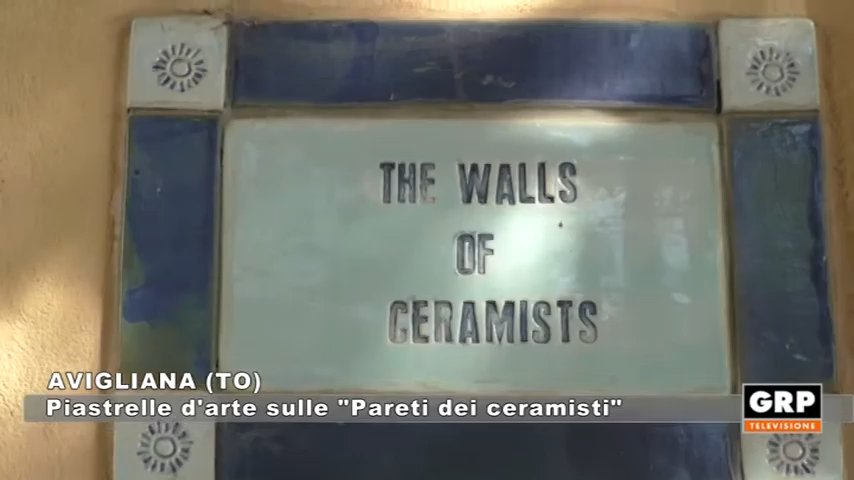 THE WALLS
OF
CERAMISTS
AVIGLIANA (TO)
Piastrelle d'arte sulle "Pareti dei ceramisti"
GRP
TELEVISIONE